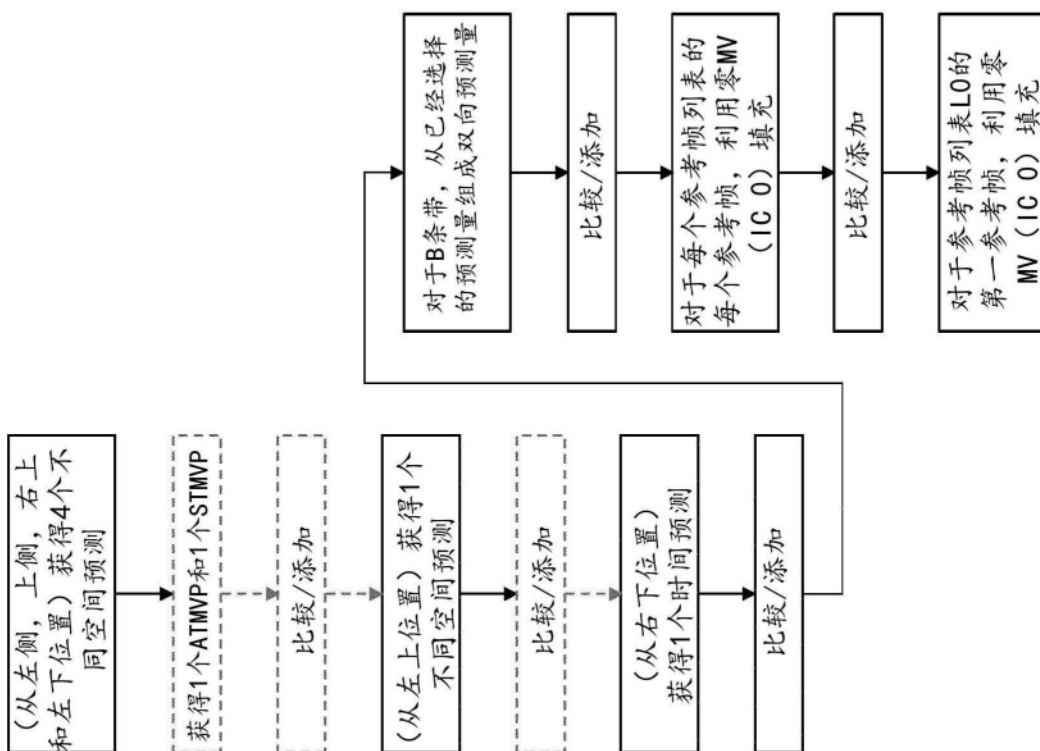 (从左侧，上侧，右上
和左下位置）获得4个不
同空间预测
获得1个ATMVP和1个STMVP
比较/添加
(从左上位置）获得1个
不同空间预测
比较/添加
(从右下位置)
获得1个时间预测
比较/添加
对于B条带，从已经选择
的预测量组成双向预测量
比较/添加
对于每个参考帧列表的
每个参考帧，利用零MV
(IC 0) 填充
比较/添加
对于参考帧列表L0的
第一参考帧，利用零
MV (IC 0) 填充